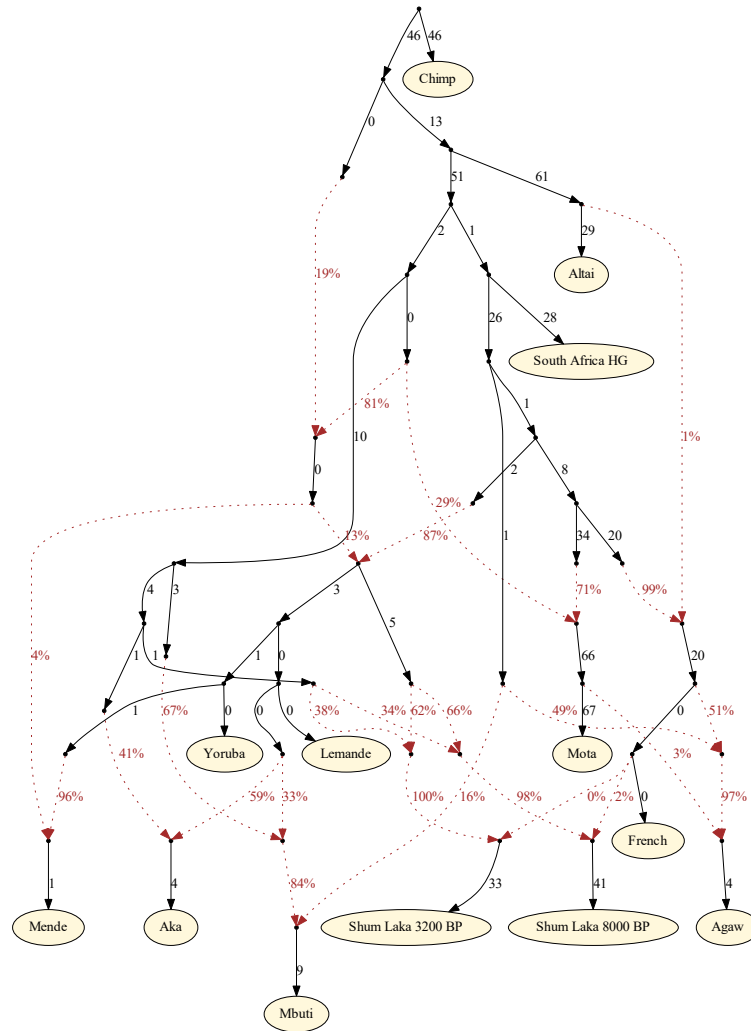 46 46
Chimp
0 13
51 61
2 1 29
Altai
19%
0 26 28
South Africa HG
81% 1
10 1%
0 2 8
29% 34 20
13% 87% 1
4 3 71% 99%
3
5
4% 1 1 1 0 66 20
1 67% 0 0 0 38% 34% 62% 66% 49% 67 0 51%
Yoruba Lemande Mota
96% 41% 59% 33% 100% 16% 98% 0% 2% 3% 97%
0
French
1 4 84% 33 41 4
Mende Aka Shum Laka 3200 BP Shum Laka 8000 BP Agaw
9
Mbuti